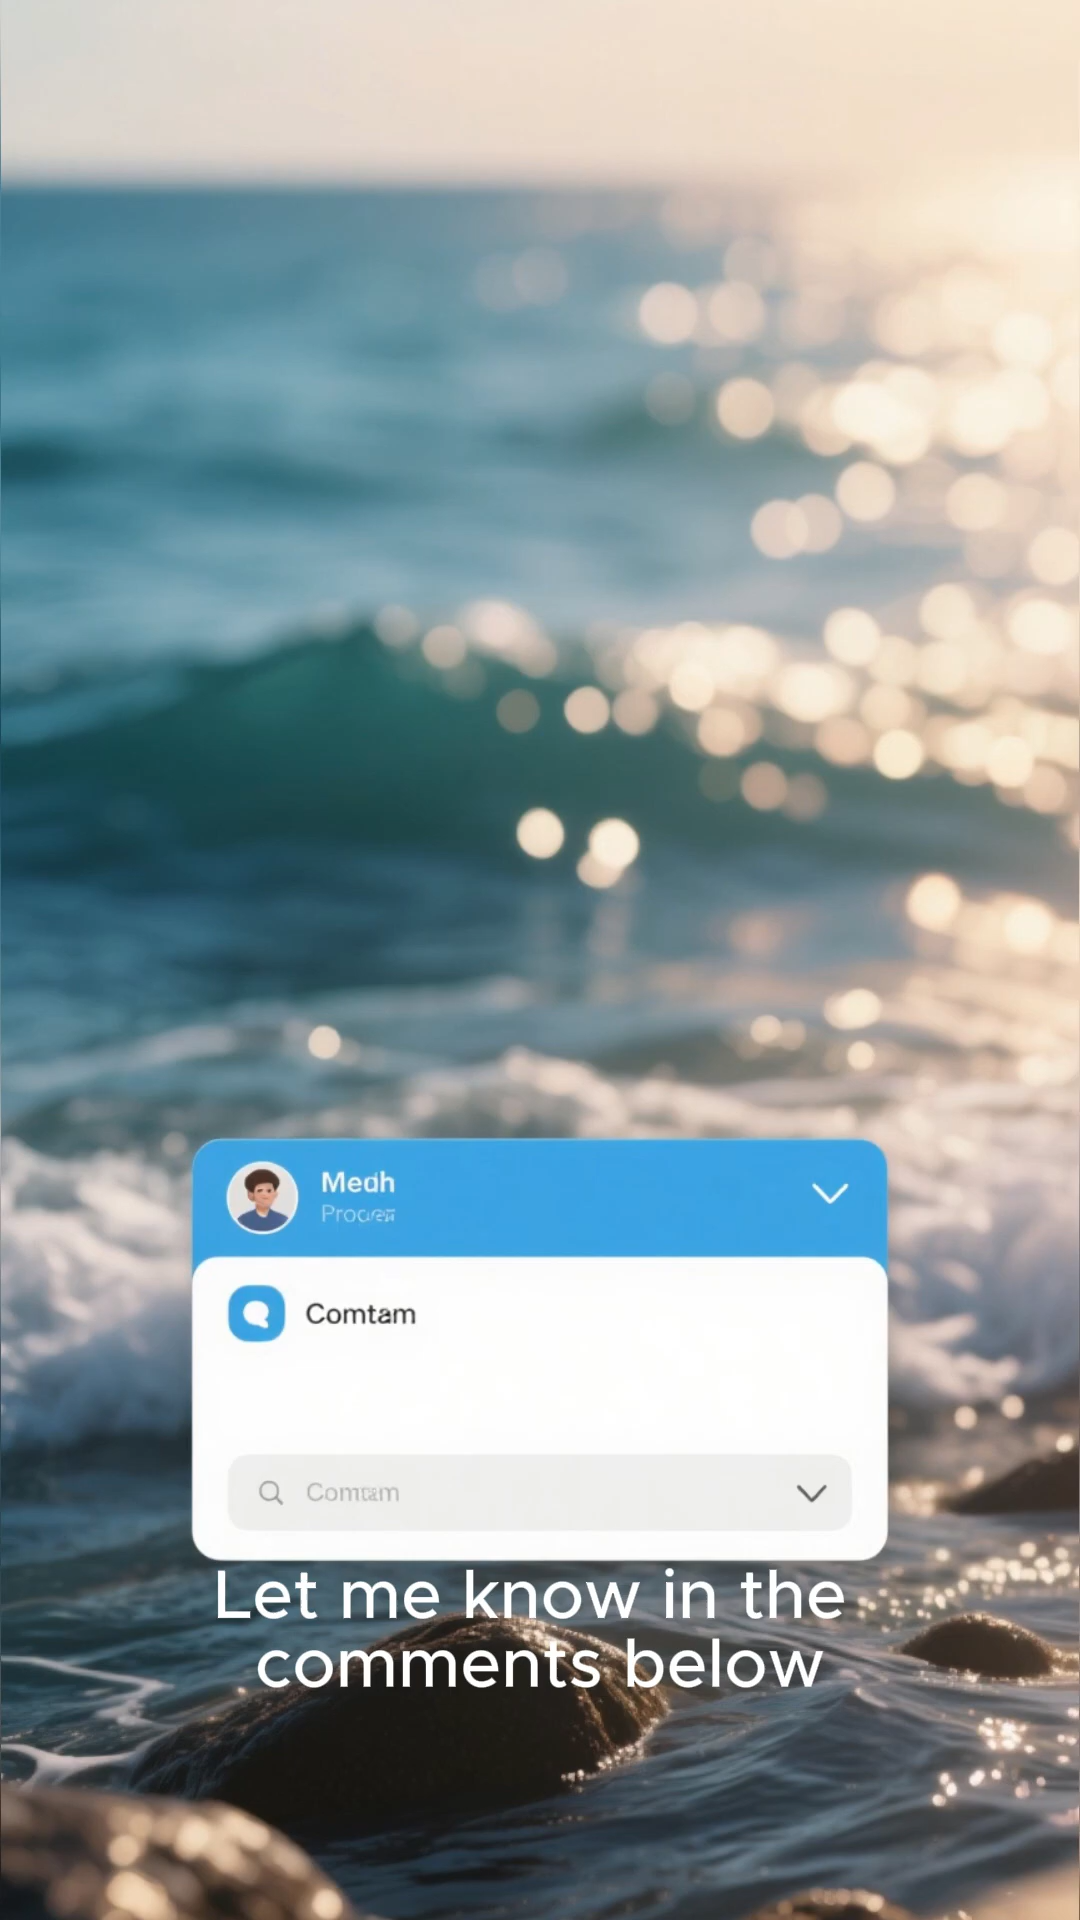 Medh
Comtam
Comtam
Let me know in the
comments below